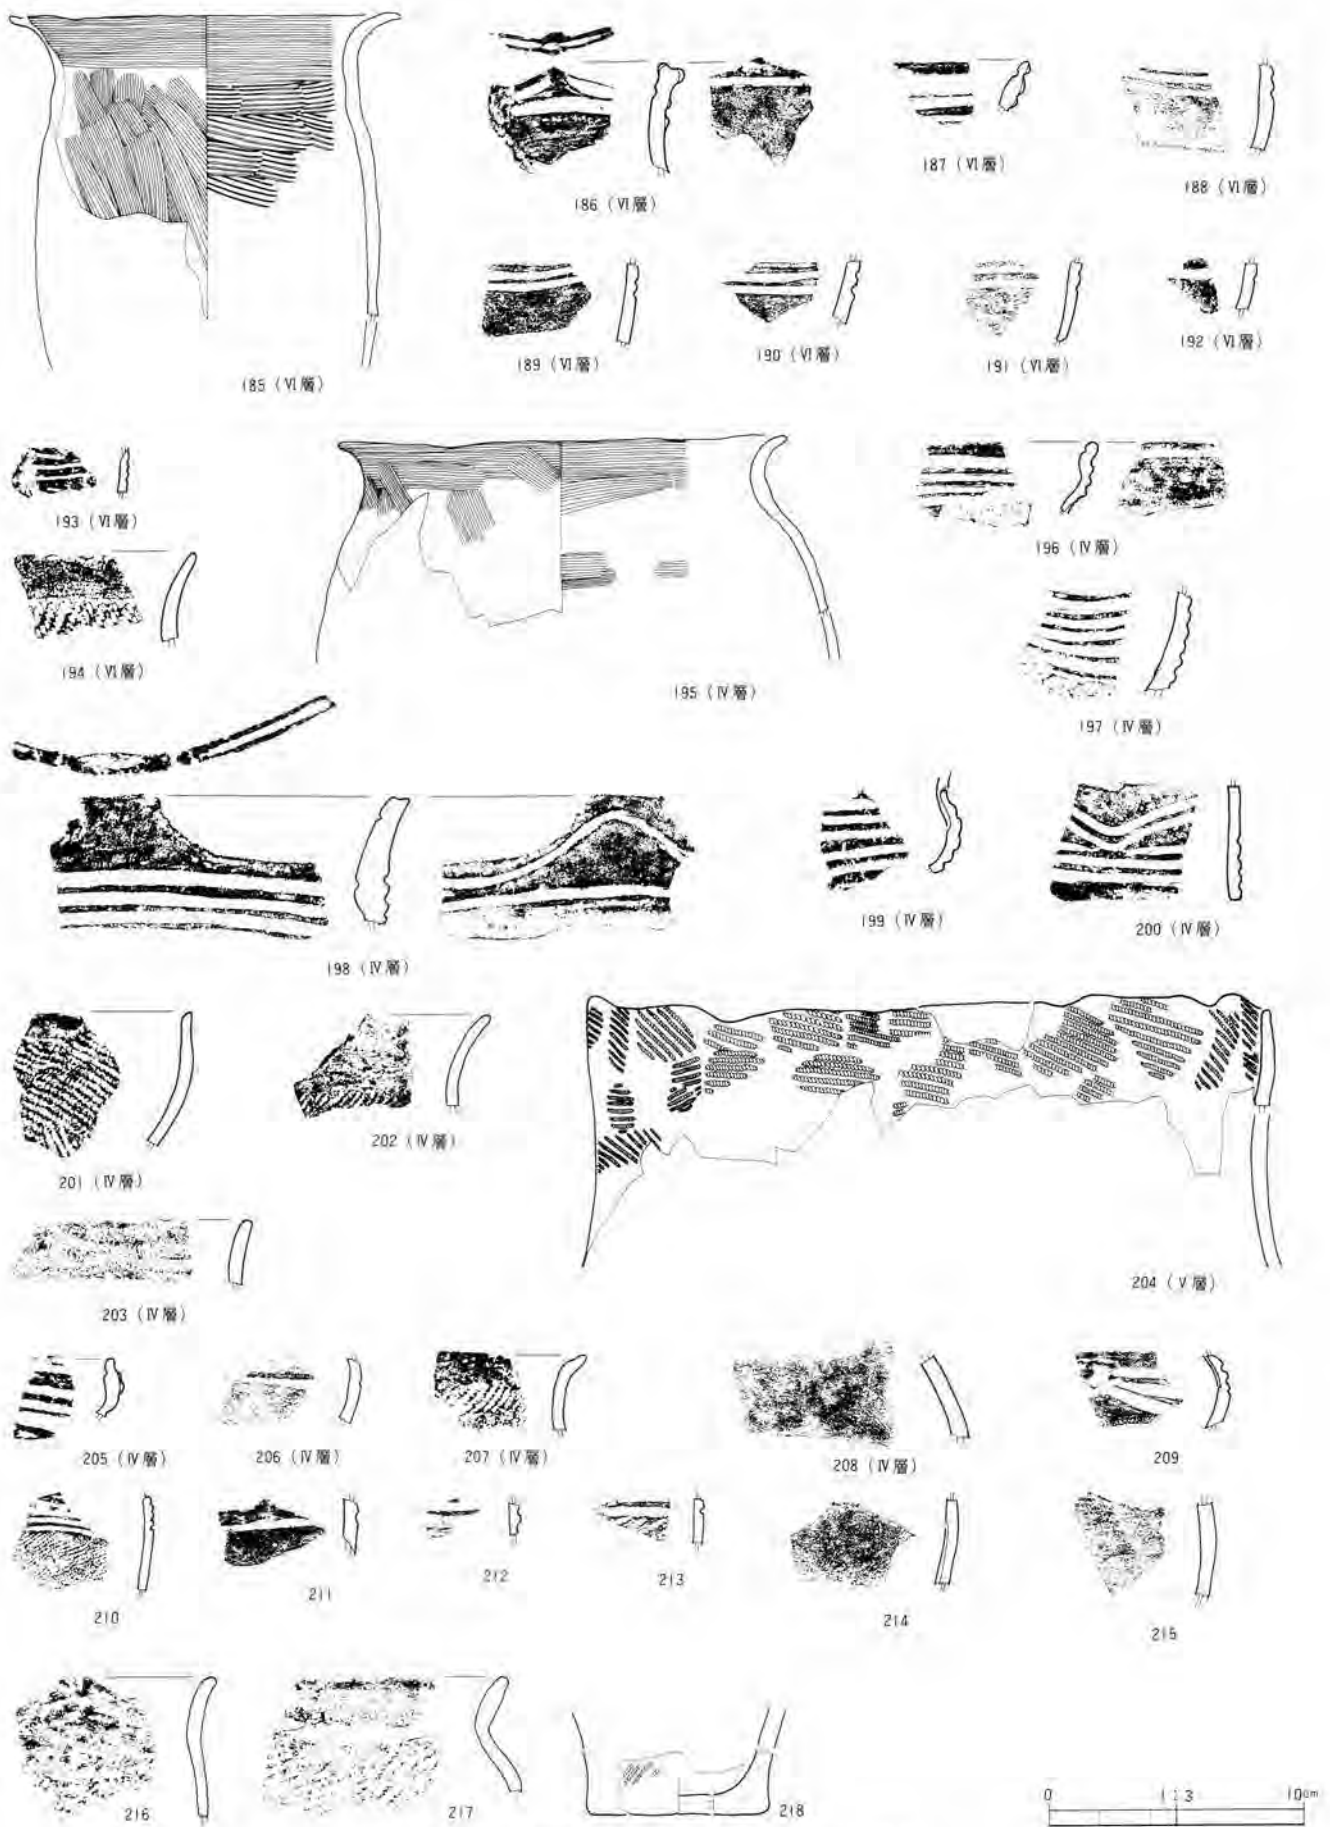 186 (Ⅵ層)
187 (Ⅵ層)
188 (Ⅵ層)
185 (Ⅵ層)
189 (Ⅵ層)
190 (Ⅵ層)
191 (Ⅵ層)
192 (Ⅵ層)
193 (Ⅵ層)
194 (Ⅵ層)
195 (Ⅳ層)
196 (Ⅳ層)
197 (Ⅳ層)
198 (Ⅳ層)
199 (Ⅳ層)
200 (Ⅳ層)
201 (Ⅳ層)
202 (Ⅳ層)
203 (Ⅳ層)
204 (Ⅴ層)
205 (Ⅳ層)
206 (Ⅳ層)
207 (Ⅳ層)
208 (Ⅳ層)
209
210
211
212
213
214
215
216
217
218
0 1:3 10cm